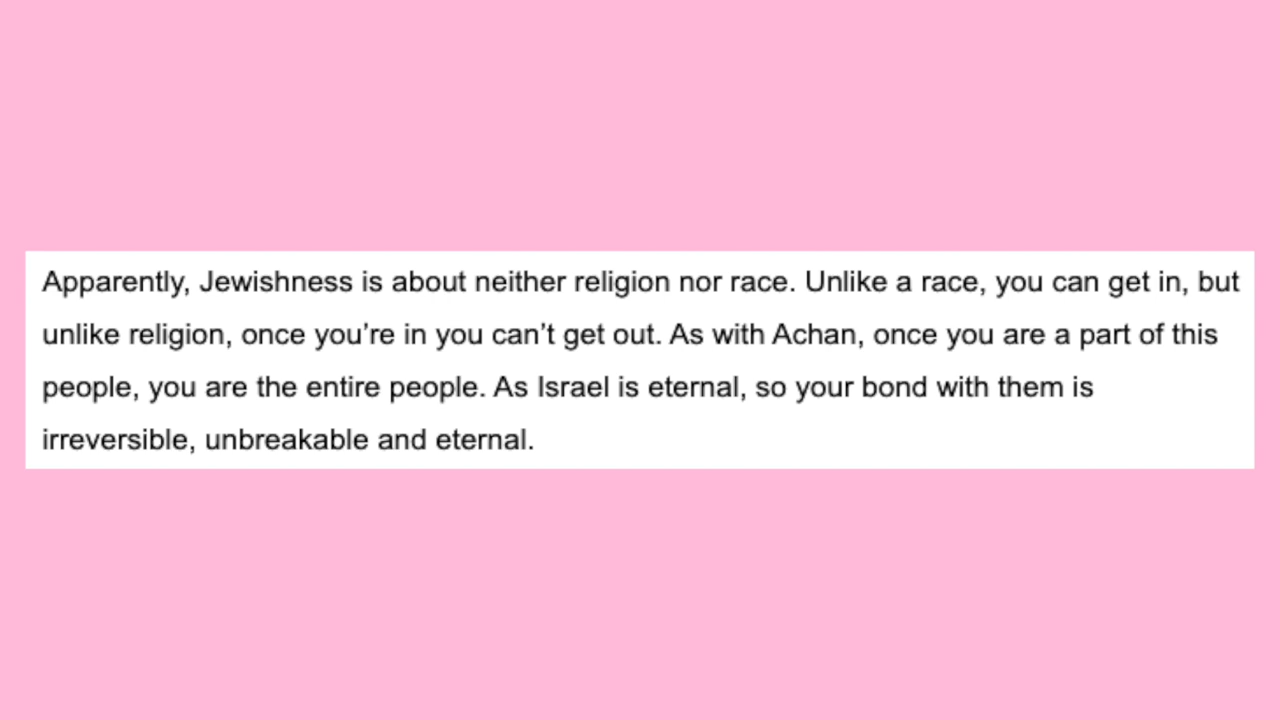 Apparently, Jewishness is about neither religion nor race. Unlike a race, you can get in, but
unlike religion, once you’re in you can’t get out. As with Achan, once you are a part of this
people, you are the entire people. As Israel is eternal, so your bond with them is
irreversible, unbreakable and eternal.